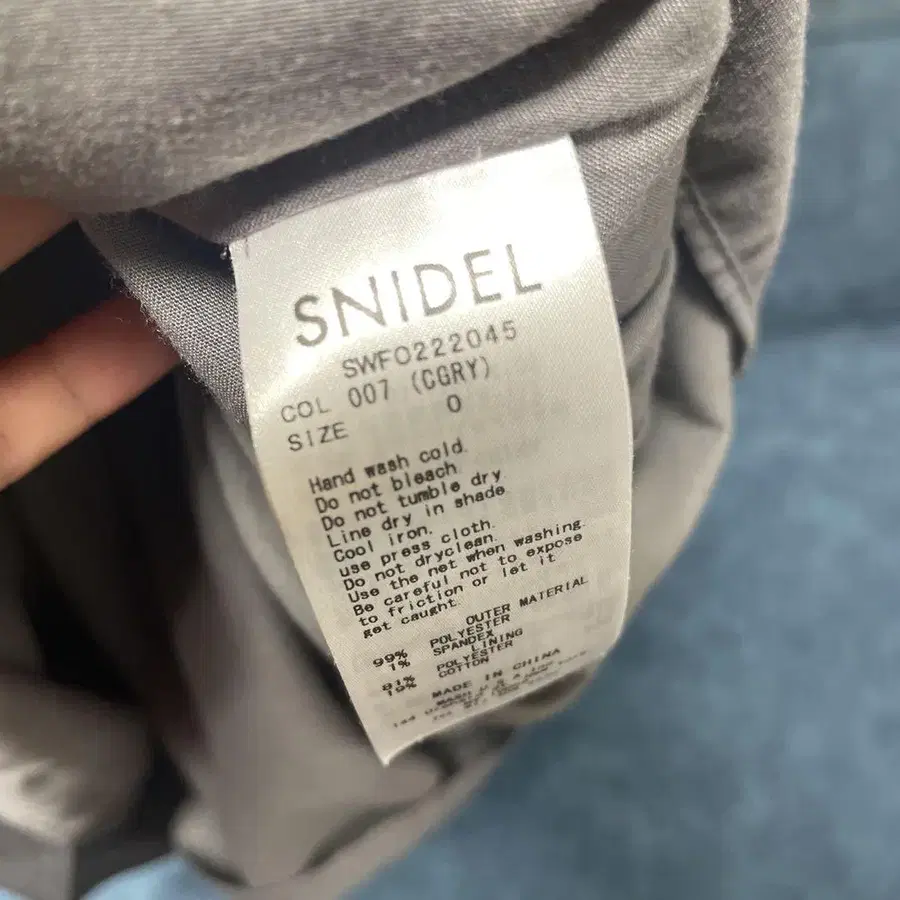 SNIDEL
SWFO222045
COL 007 (CGRY)
SIZE 0
Hand wash cold.
Do not bleach.
Do not tumble dry.
Line dry in shade
Cool iron.
use press cloth.
Do not dryclean.
Use the net when washing.
Be careful not to expose
to friction or let it
get caught.
OUTER MATERIAL
99% POLYESTER
1% SPANDEX
LINING
81% POLYESTER
19% COTTON
MADE IN CHINA